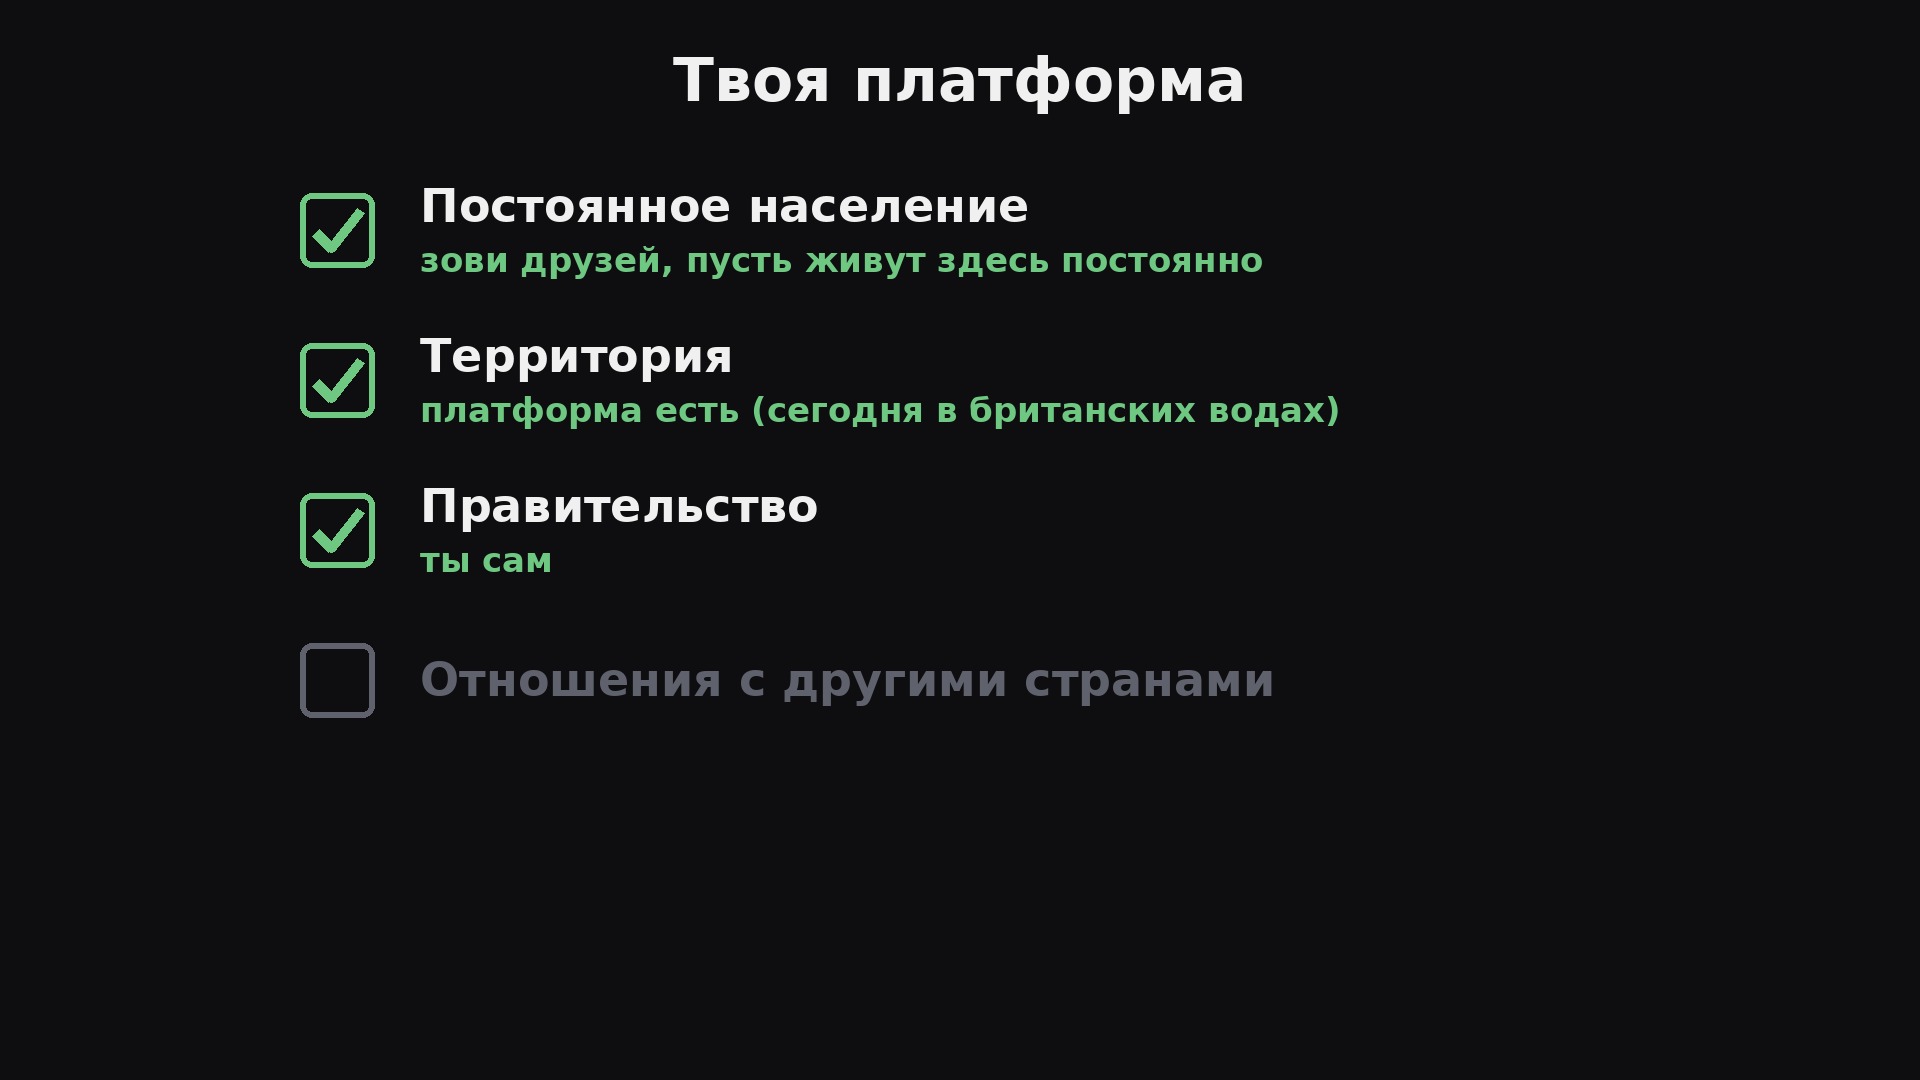 Твоя платформа
Постоянное население
зови друзей, пусть живут здесь постоянно
Территория
платформа есть (сегодня в британских водах)
Правительство
ты сам
Отношения с другими странами